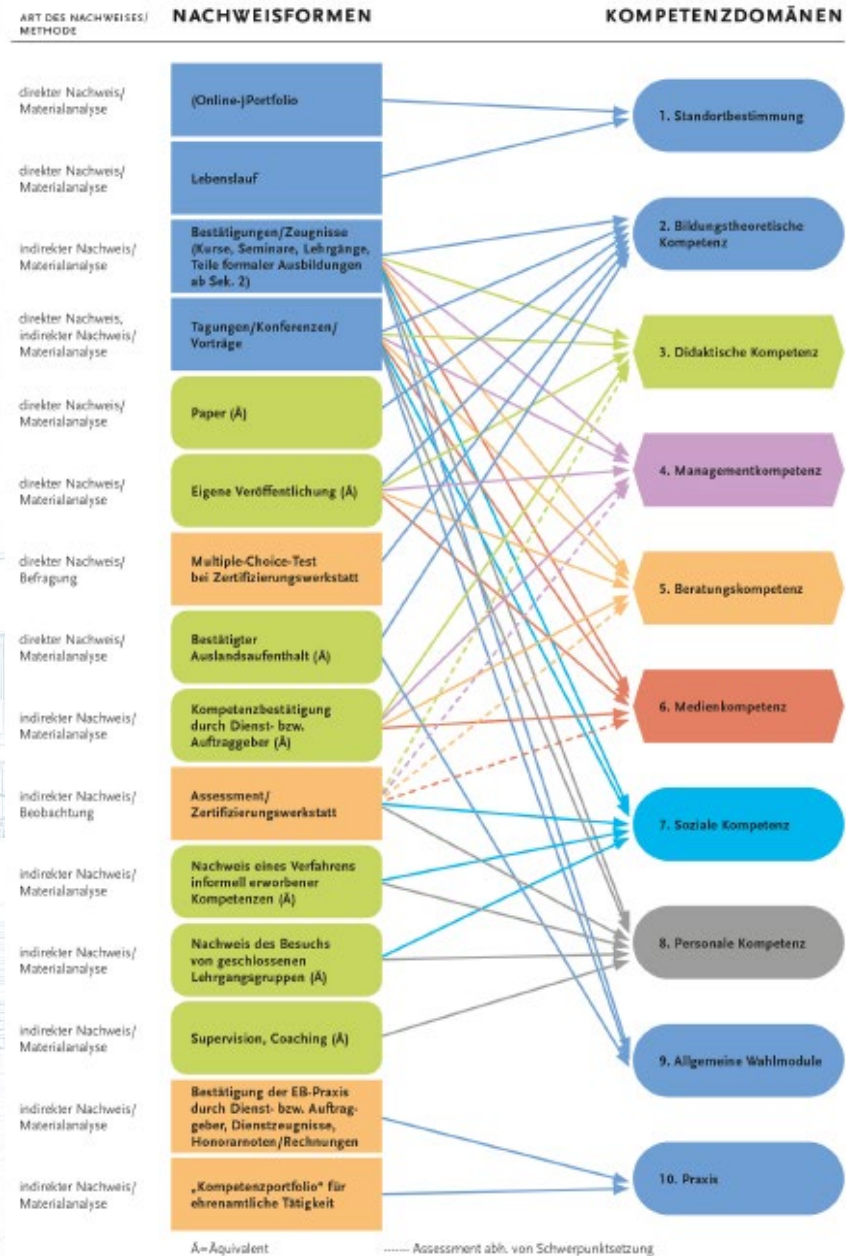 ART DES NACHWEISES/
METHODE
NACHWEISFORMEN
KOMPETENZDOMÄNEN
direkter Nachweis/
Materialanalyse
(Online-)Portfolio
direkter Nachweis/
Materialanalyse
Lebenslauf
indirekter Nachweis/
Materialanalyse
Bestätigungen/Zeugnisse
(Kurse, Seminare, Lehrgänge,
Teile formaler Ausbildungen
ab Sek. 2)
direkter Nachweis,
indirekter Nachweis/
Materialanalyse
Tagungen/Konferenzen/
Vorträge
direkter Nachweis/
Materialanalyse
Paper (Ä)
direkter Nachweis/
Materialanalyse
Eigene Veröffentlichung (Ä)
direkter Nachweis/
Befragung
Multiple-Choice-Test
bei Zertifizierungswerkstatt
direkter Nachweis/
Materialanalyse
Bestätigter
Auslandsaufenthalt (Ä)
indirekter Nachweis/
Materialanalyse
Kompetenzbestätigung
durch Dienst- bzw.
Auftraggeber (Ä)
indirekter Nachweis/
Beobachtung
Assessment/
Zertifizierungswerkstatt
indirekter Nachweis/
Materialanalyse
Nachweis eines Verfahrens
informell erworbener
Kompetenzen (Ä)
indirekter Nachweis/
Materialanalyse
Nachweis des Besuchs
von geschlossenen
Lehrgangsgruppen (Ä)
indirekter Nachweis/
Materialanalyse
Supervision, Coaching (Ä)
indirekter Nachweis/
Materialanalyse
Bestätigung der EB-Praxis
durch Dienst- bzw. Auftrag-
geber, Dienstzeugnisse,
Honorarnoten/Rechnungen
indirekter Nachweis/
Materialanalyse
„Kompetenzportfolio“ für
ehrenamtliche Tätigkeit
1. Standortbestimmung
2. Bildungstheoretische
Kompetenz
3. Didaktische Kompetenz
4. Managementkompetenz
5. Beratungskompetenz
6. Medienkompetenz
7. Soziale Kompetenz
8. Personale Kompetenz
9. Allgemeine Wahlmodule
10. Praxis
Ä=Äquivalent
------ Assessment abh. von Schwerpunktsetzung